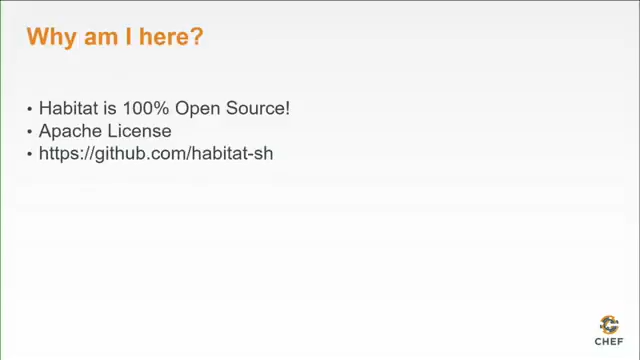 Why am I here?
• Habitat is 100% Open Source!
• Apache License
• https://github.com/habitat-sh
CHEF